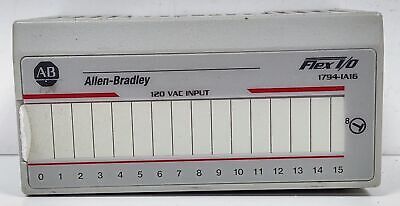 AB
Allen-Bradley
Flex I/O
1794-IA16
120 VAC INPUT
8
0 1 2 3 4 5 6 7 8 9 10 11 12 13 14 15